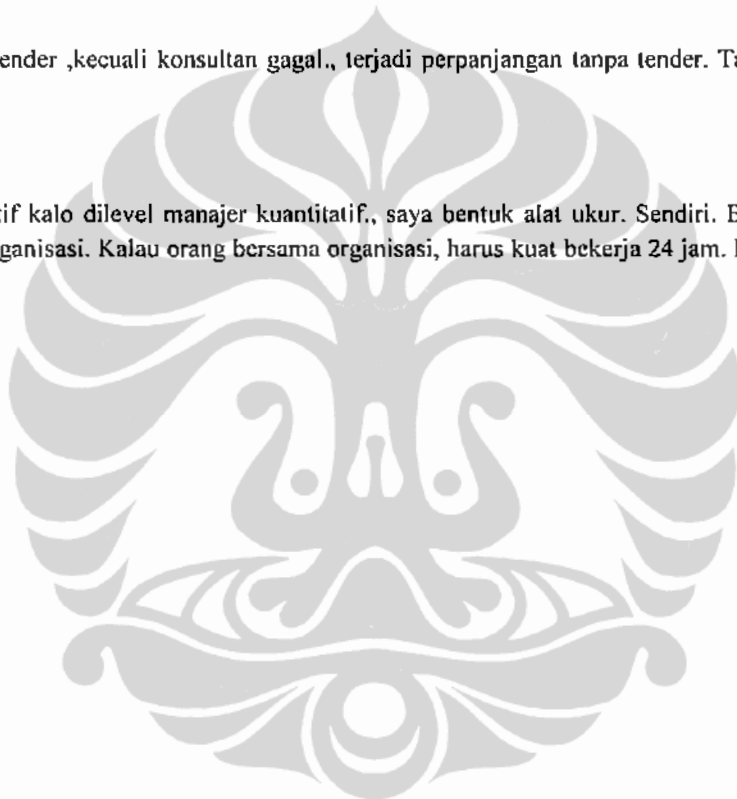 ender ,kecuali konsultan gagal., terjadi perpanjangan tanpa tender. Ta
tif kalo dilevel manajer kuantitatif., saya bentuk alat ukur. Sendiri. B
ganisasi. Kalau orang bersama organisasi, harus kuat bekerja 24 jam.